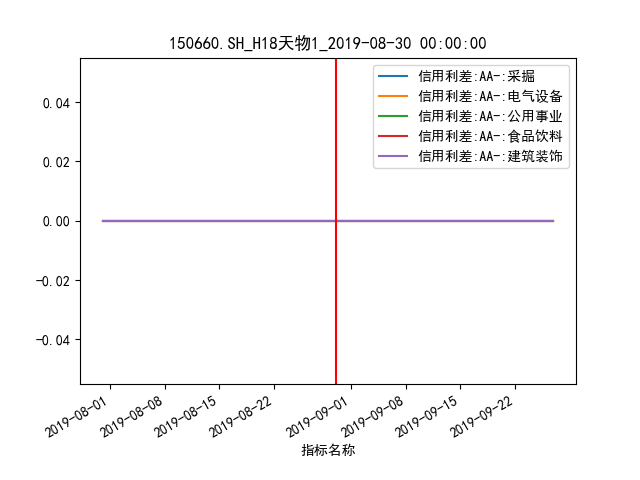 150660.SH_H18天物1_2019-08-30 00:00:00
信用利差:AA-:采掘
信用利差:AA-:电气设备
信用利差:AA-:公用事业
信用利差:AA-:食品饮料
信用利差:AA-:建筑装饰
0.04
0.02
0.00
−0.02
−0.04
2019-08-01
2019-08-08
2019-08-15
2019-08-22
2019-09-01
2019-09-08
2019-09-15
2019-09-22
指标名称